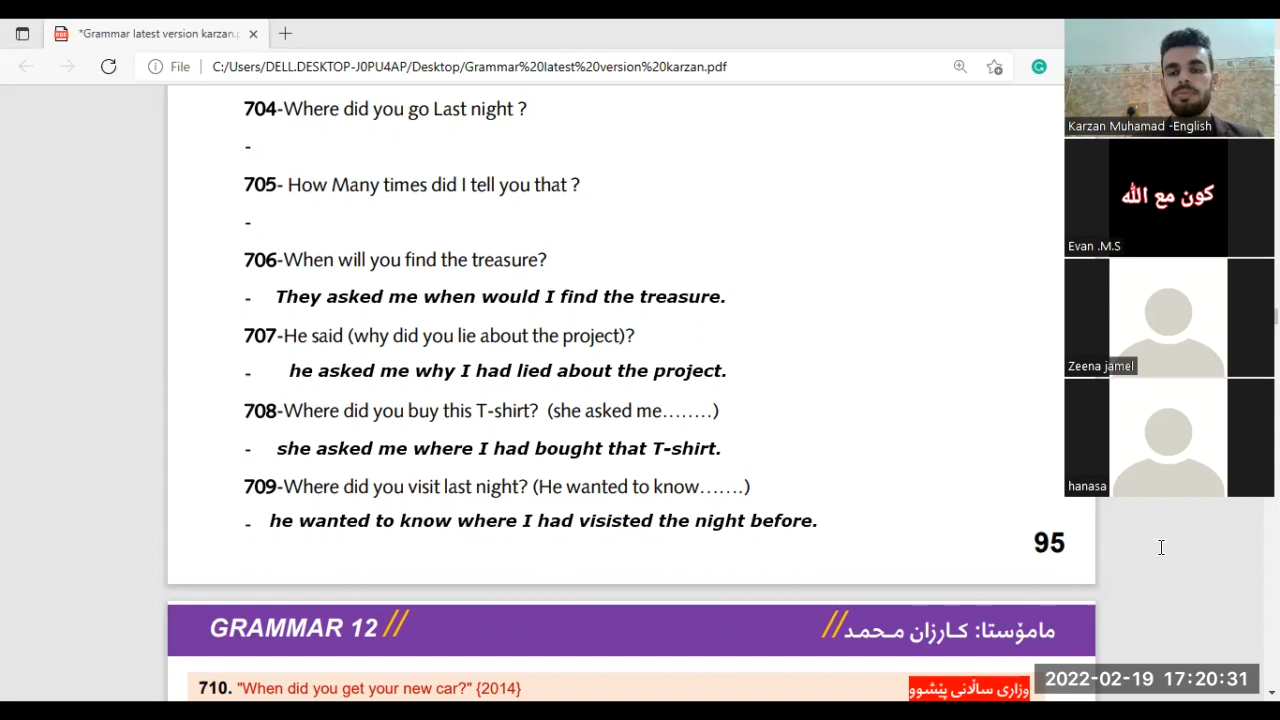 *Grammar latest version karzan.p
File
C:/Users/DELL.DESKTOP-J0PU4AP/Desktop/Grammar%20latest%20version%20karzan.pdf
704-Where did you go Last night ?
-
705- How Many times did I tell you that ?
-
706-When will you find the treasure?
- They asked me when would I find the treasure.
707-He said (why did you lie about the project)?
- he asked me why I had lied about the project.
708-Where did you buy this T-shirt? (she asked me........)
- she asked me where I had bought that T-shirt.
709-Where did you visit last night? (He wanted to know.......)
- he wanted to know where I had visisted the night before.
95
GRAMMAR 12 //
// مامۆستا: کـارزان مـحمـد
710. "When did you get your new car?" {2014}
وزاری ساڵانی پێشوو
Karzan Muhamad -English
كون مع الله
Evan .M.S
Zeena jamel
hanasa
2022-02-19 17:20:31